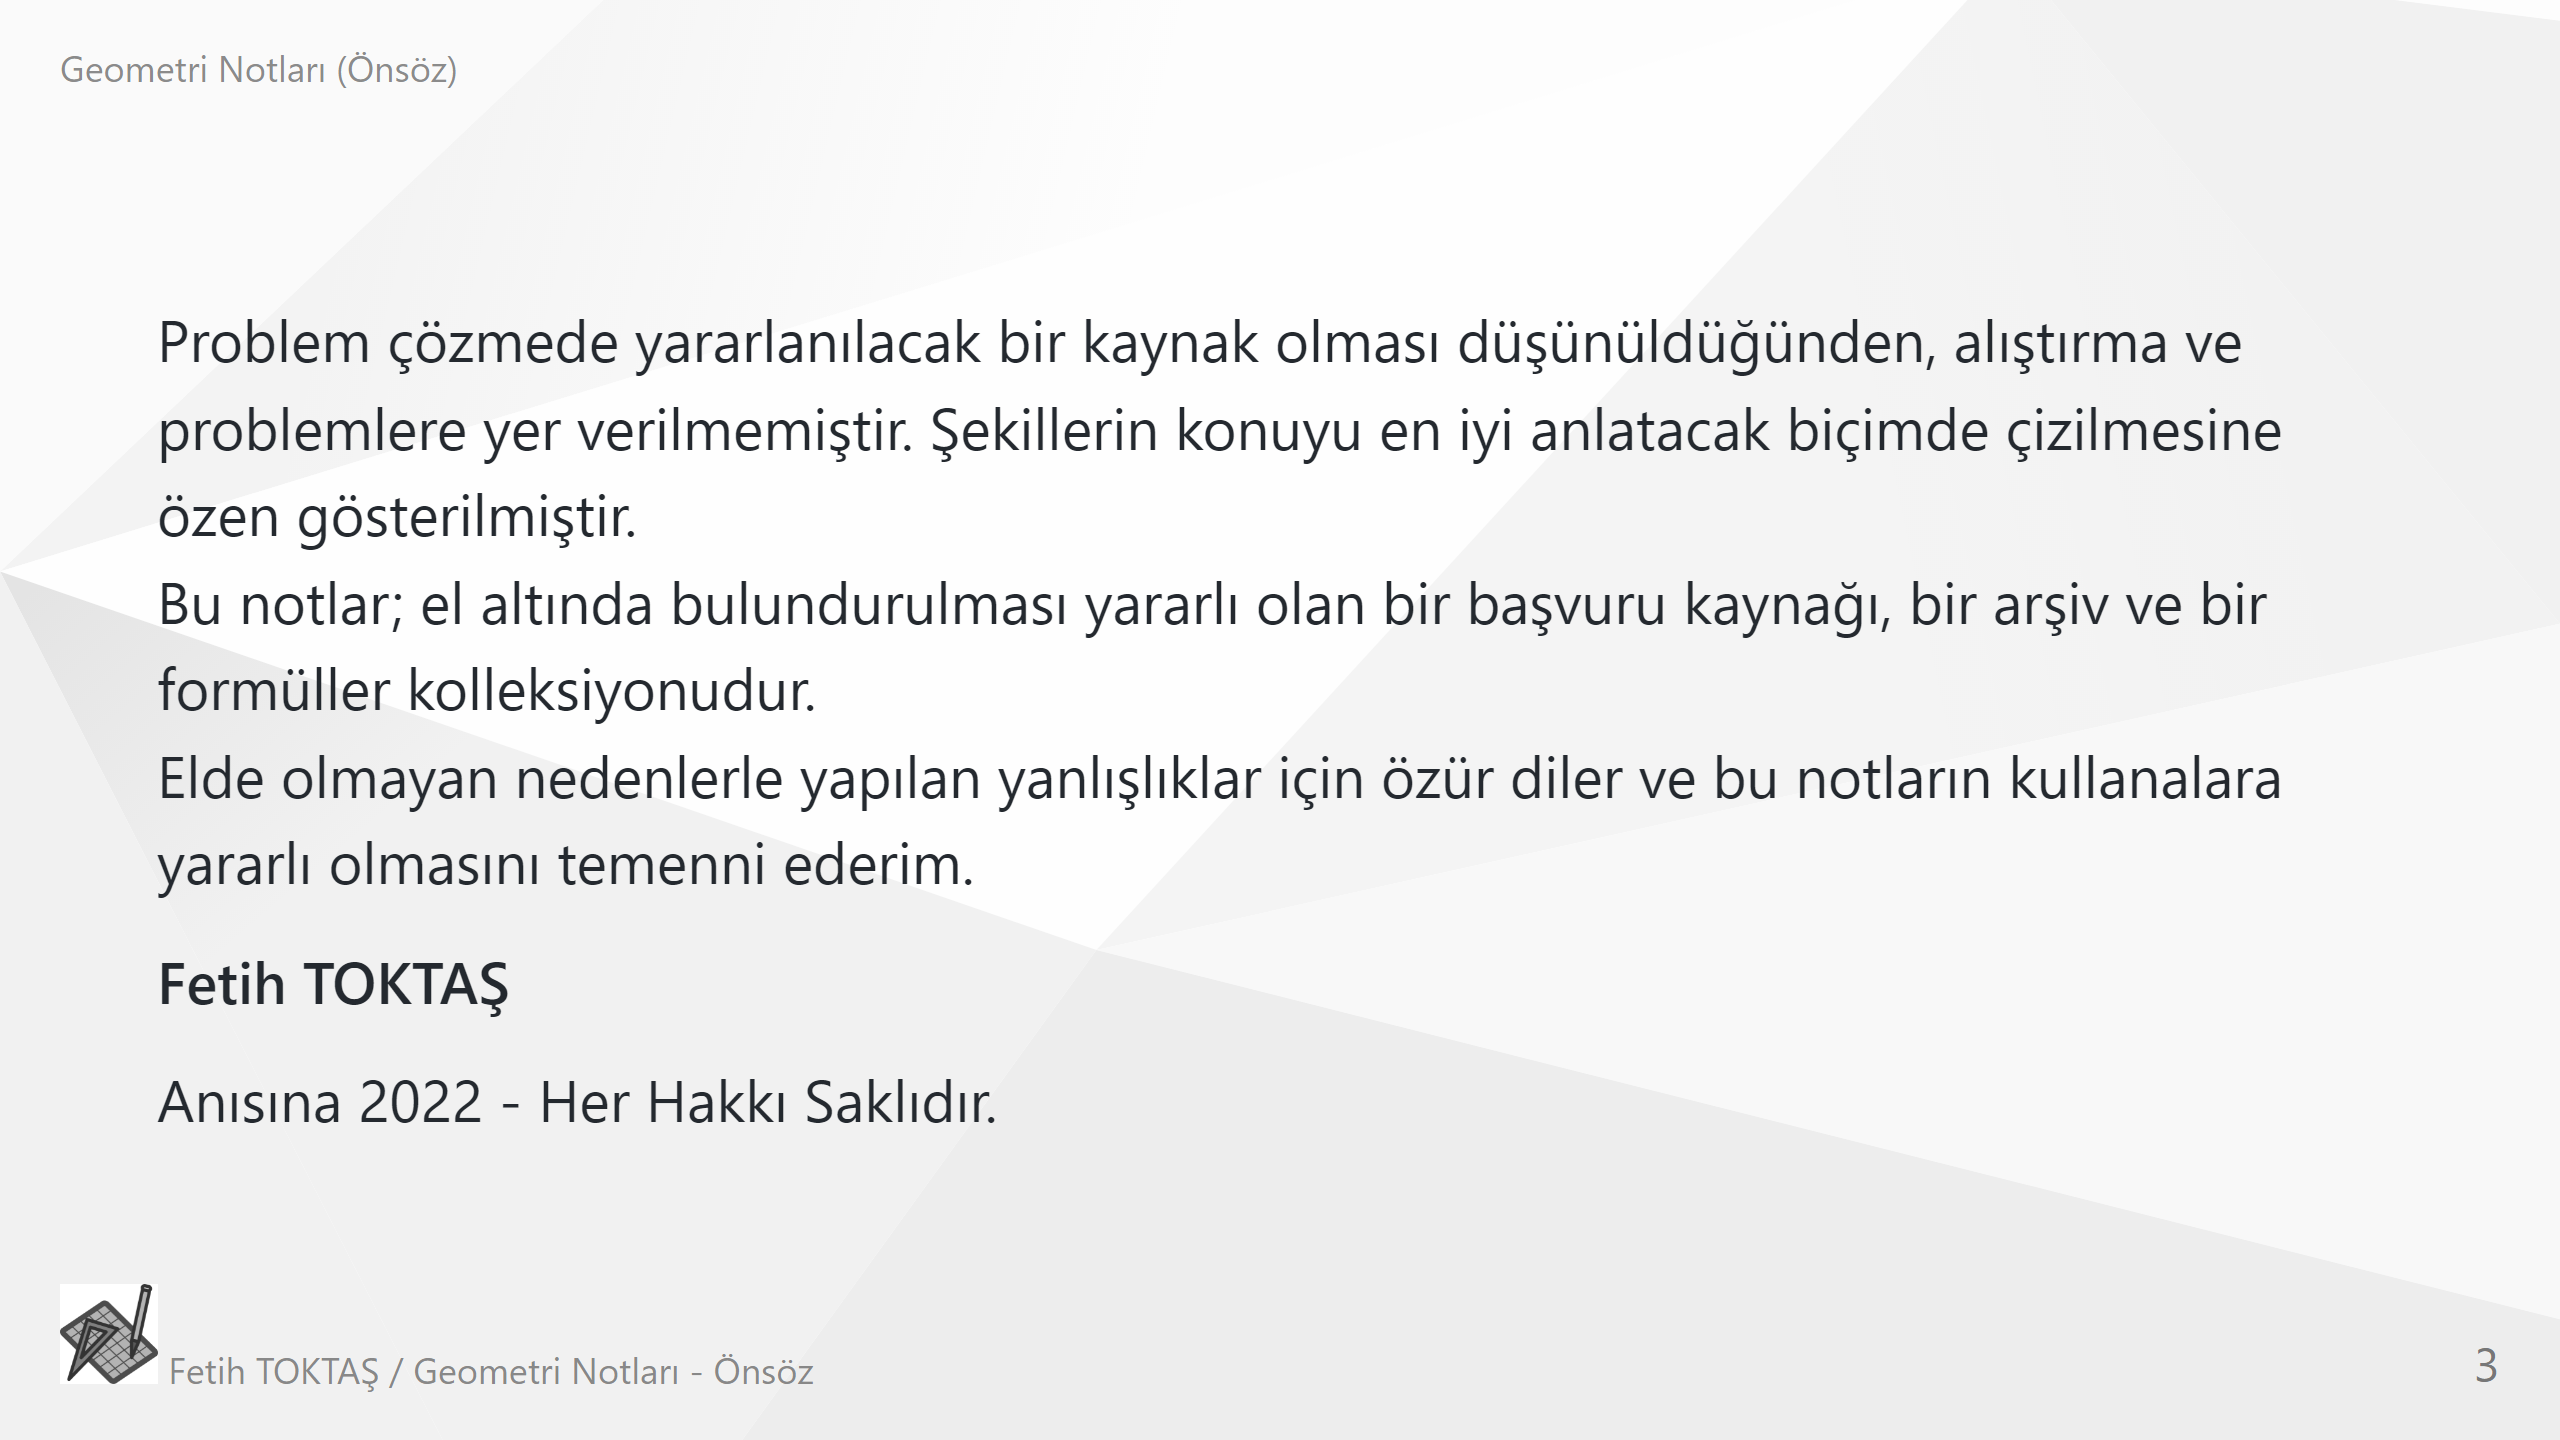 Geometri Notları (Önsöz)
Problem çözmede yararlanılacak bir kaynak olması düşünüldüğünden, alıştırma ve
problemlere yer verilmemiştir. Şekillerin konuyu en iyi anlatacak biçimde çizilmesine
özen gösterilmiştir.
Bu notlar; el altında bulundurulması yararlı olan bir başvuru kaynağı, bir arşiv ve bir
formüller kolleksiyonudur.
Elde olmayan nedenlerle yapılan yanlışlıklar için özür diler ve bu notların kullanalara
yararlı olmasını temenni ederim.
Fetih TOKTAŞ
Anısına 2022 - Her Hakkı Saklıdır.
Fetih TOKTAŞ / Geometri Notları - Önsöz
3